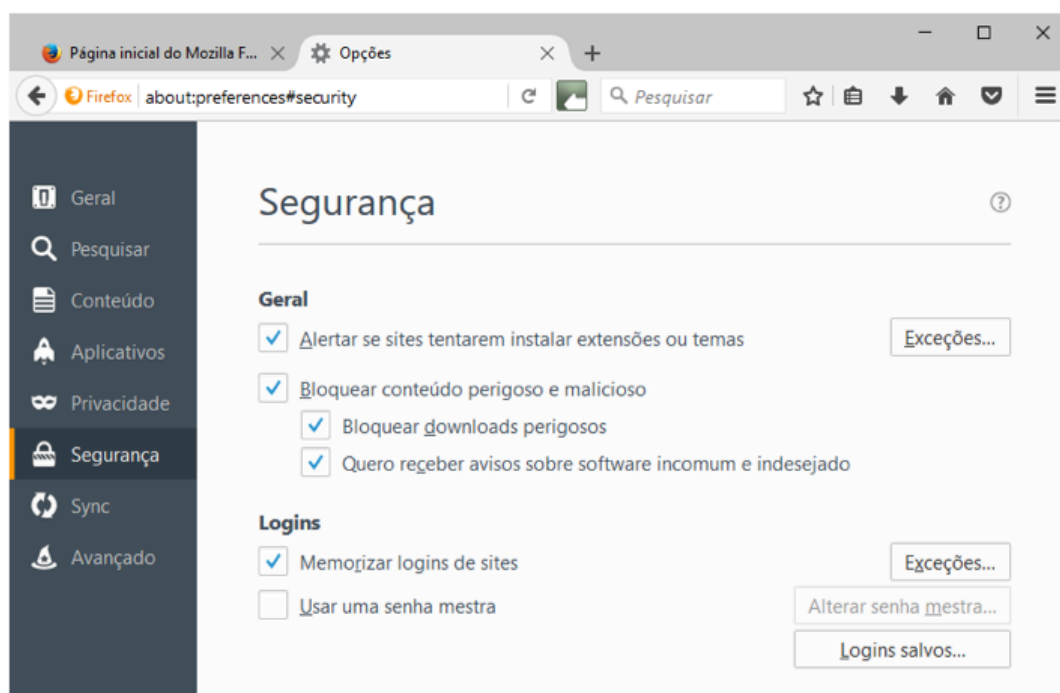 Página inicial do Mozilla F...
Opções
Firefox about:preferences#security
Pesquisar
Geral
Pesquisar
Conteúdo
Aplicativos
Privacidade
Segurança
Sync
Avançado
Segurança
Geral
Alertar se sites tentarem instalar extensões ou temas
Exceções...
Bloquear conteúdo perigoso e malicioso
Bloquear downloads perigosos
Quero receber avisos sobre software incomum e indesejado
Logins
Memorizar logins de sites
Exceções...
Usar uma senha mestra
Alterar senha mestra...
Logins salvos...